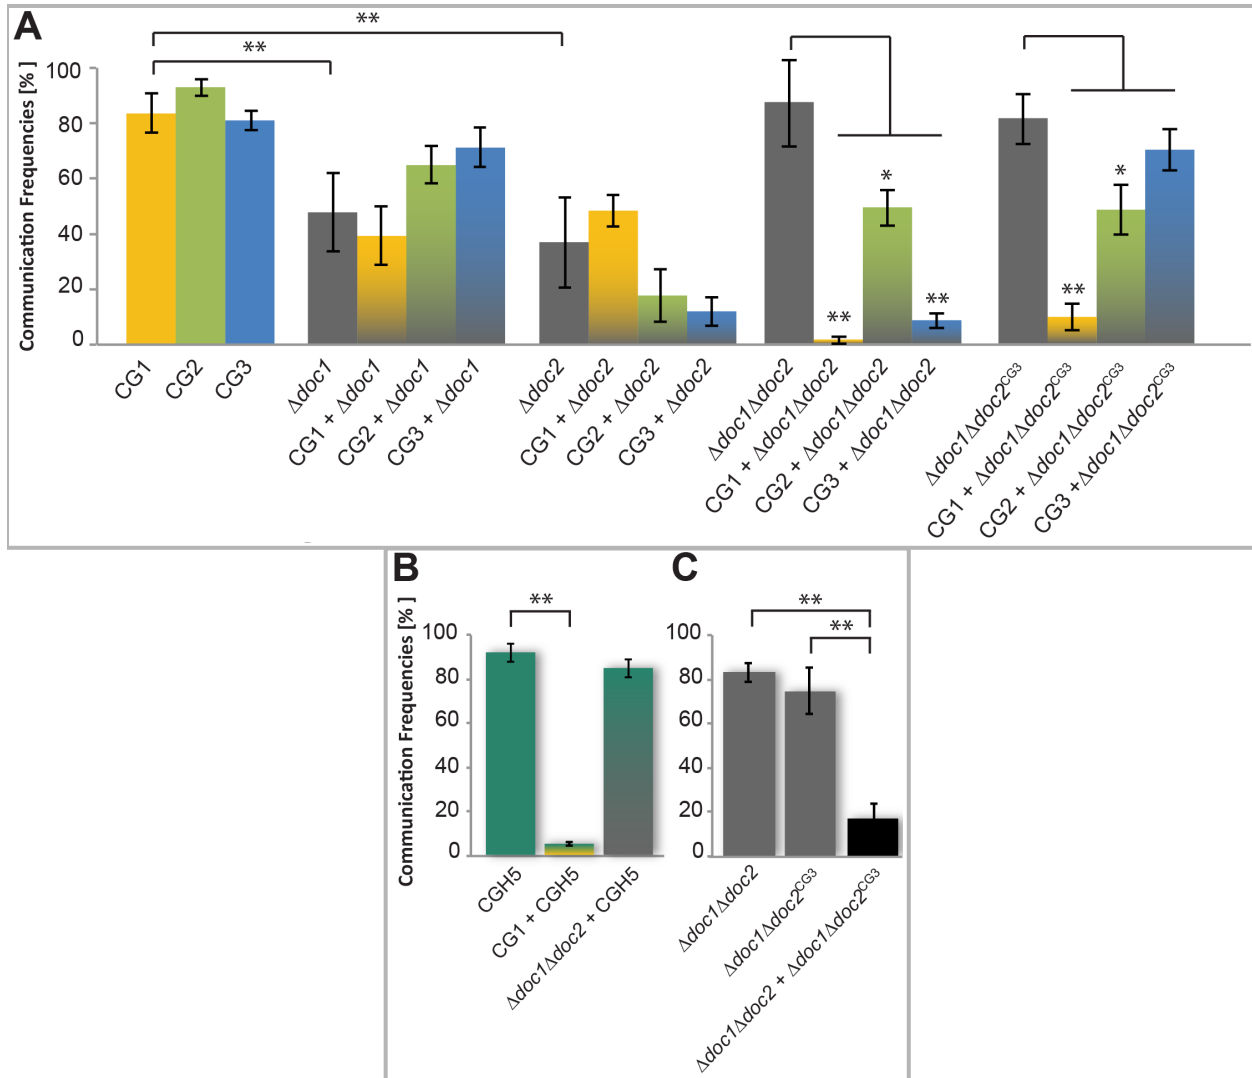 A
**
**
Communication Frequencies [% ]
100
80
60
40
20
0
*
**
**
*
**
CG1
CG2
CG3
Δdoc1
CG1 + Δdoc1
CG2 + Δdoc1
CG3 + Δdoc1
Δdoc2
CG1 + Δdoc2
CG2 + Δdoc2
CG3 + Δdoc2
Δdoc1Δdoc2
CG1 + Δdoc1Δdoc2
CG2 + Δdoc1Δdoc2
CG3 + Δdoc1Δdoc2
Δdoc1Δdoc2CG3
CG1 + Δdoc1Δdoc2CG3
CG2 + Δdoc1Δdoc2CG3
CG3 +Δdoc1Δdoc2CG3
B
**
Communication Frequencies [% ]
100
80
60
40
20
0
CGH5
CG1 + CGH5
Δdoc1Δdoc2 + CGH5
C
**
**
100
80
60
40
20
0
Δdoc1Δdoc2
Δdoc1Δdoc2CG3
Δdoc1Δdoc2 + Δdoc1Δdoc2CG3